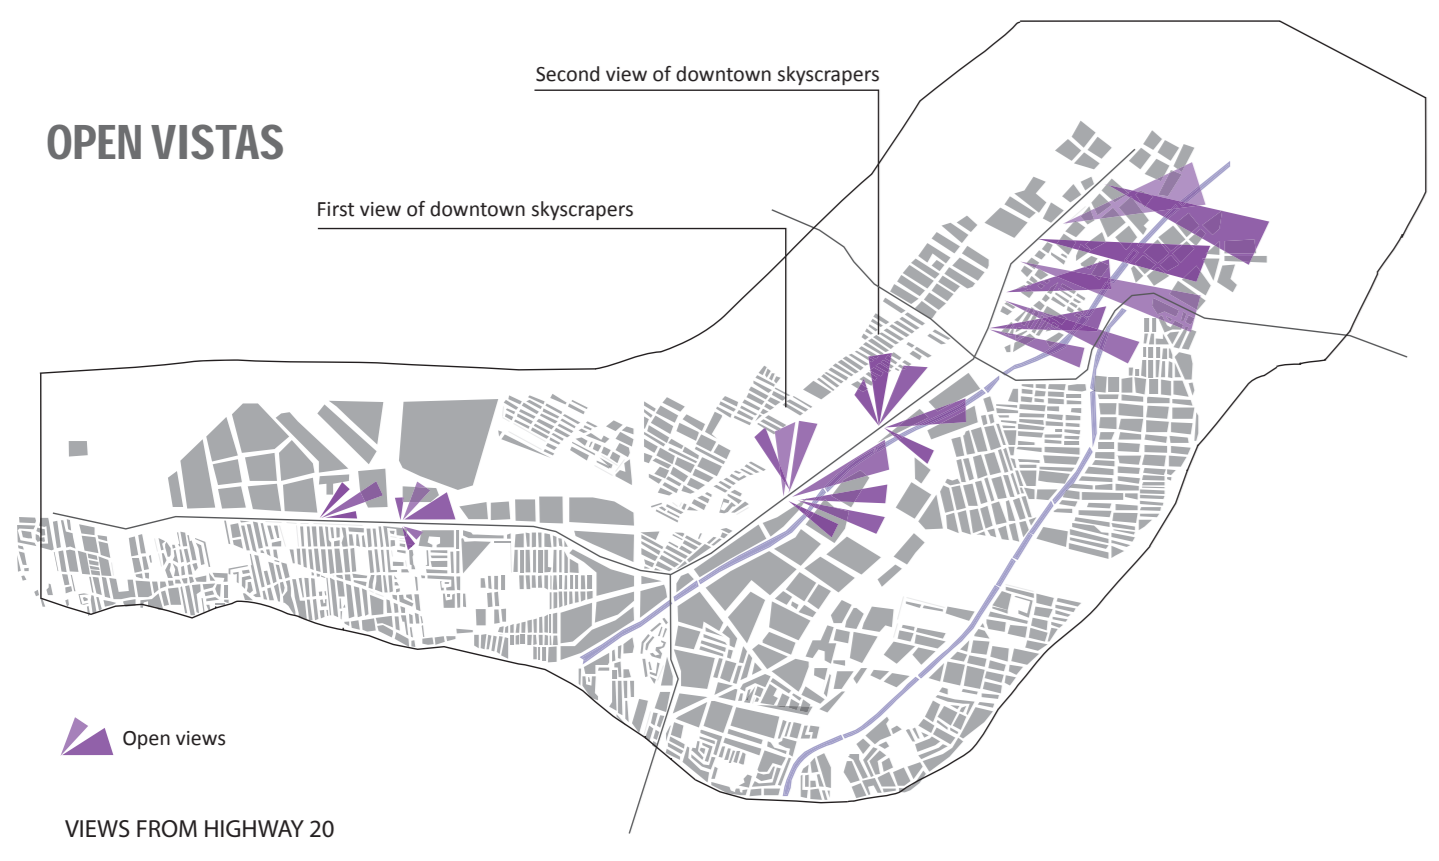 Second view of downtown skyscrapers
OPEN VISTAS
First view of downtown skyscrapers
Open views
VIEWS FROM HIGHWAY 20